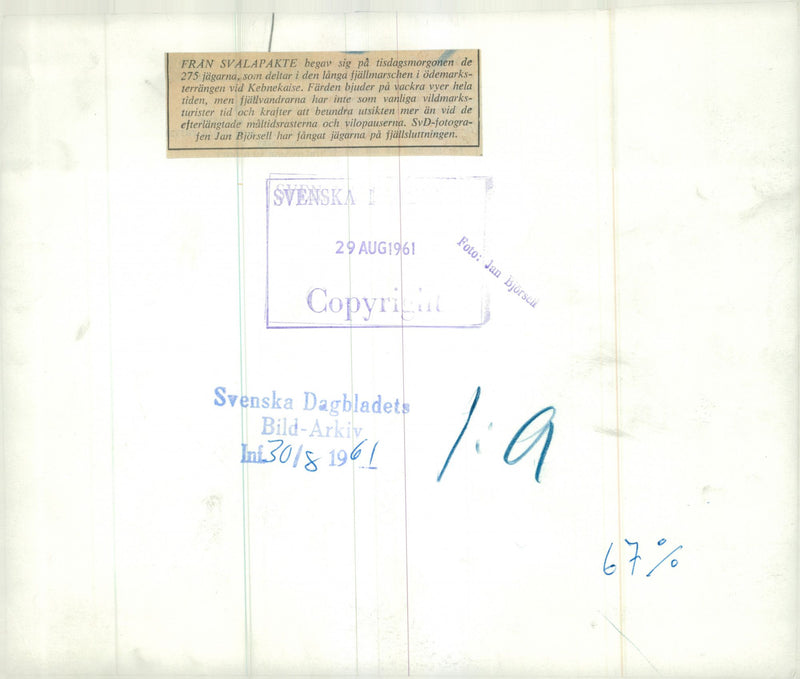 FRÅN SVALAPAKTE begav sig på tisdagsmorgonen de
275 jägarna, som deltar i den långa fjällmarschen i ödemarks-
terrängen vid Kebnekaise. Färden bjuder på vackra vyer hela
tiden, men fjällvandrarna har inte som vanliga vildmarks-
turister tid och krafter att beundra utsikten mer än vid de
efterlängtade måltidsrasterna och vilopauserna. SvD-fotogra-
fen Jan Björsell har fångat jägarna på fjällsluttningen.
SVENSKA
29 AUG 1961
Foto: Jan Björsell
Copyright
Svenska Dagbladets
Bild-Arkiv
Inf. 30/8 1961
1:a
67%